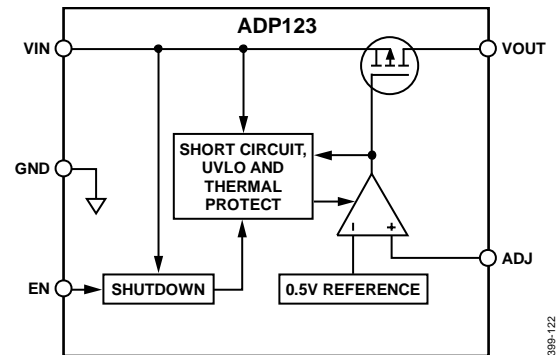 ADP123
VIN
VOUT
GND
SHORT CIRCUIT,
UVLO AND
THERMAL
PROTECT
EN
SHUTDOWN
0.5V REFERENCE
ADJ
- +
399-122